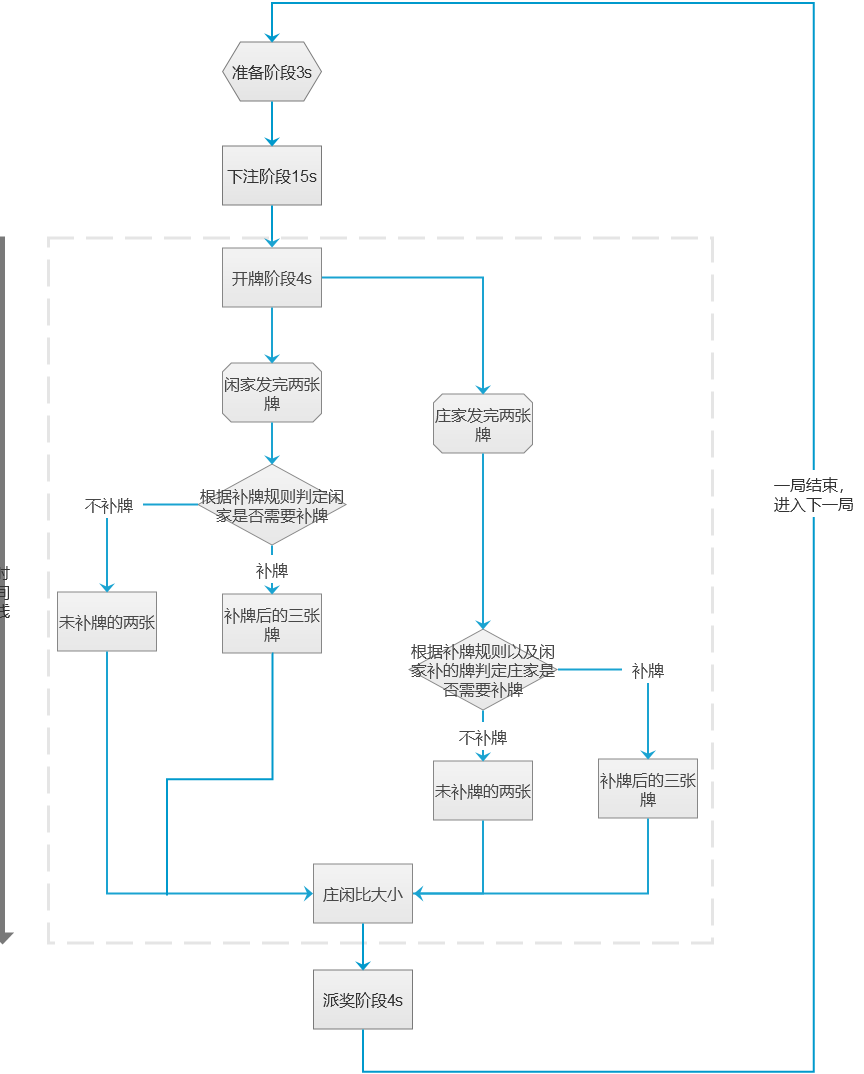 准备阶段3s
下注阶段15s
开牌阶段4s
闲家发完两张
牌
庄家发完两张
牌
根据补牌规则判定闲
家是否需要补牌
不补牌
补牌
一局结束，
进入下一局
未补牌的两张
补牌后的三张
牌
间
根据补牌规则以及闲
家补的牌判定庄家是
否需要补牌
补牌
不补牌
未补牌的两张
补牌后的三张
牌
庄闲比大小
派奖阶段4s